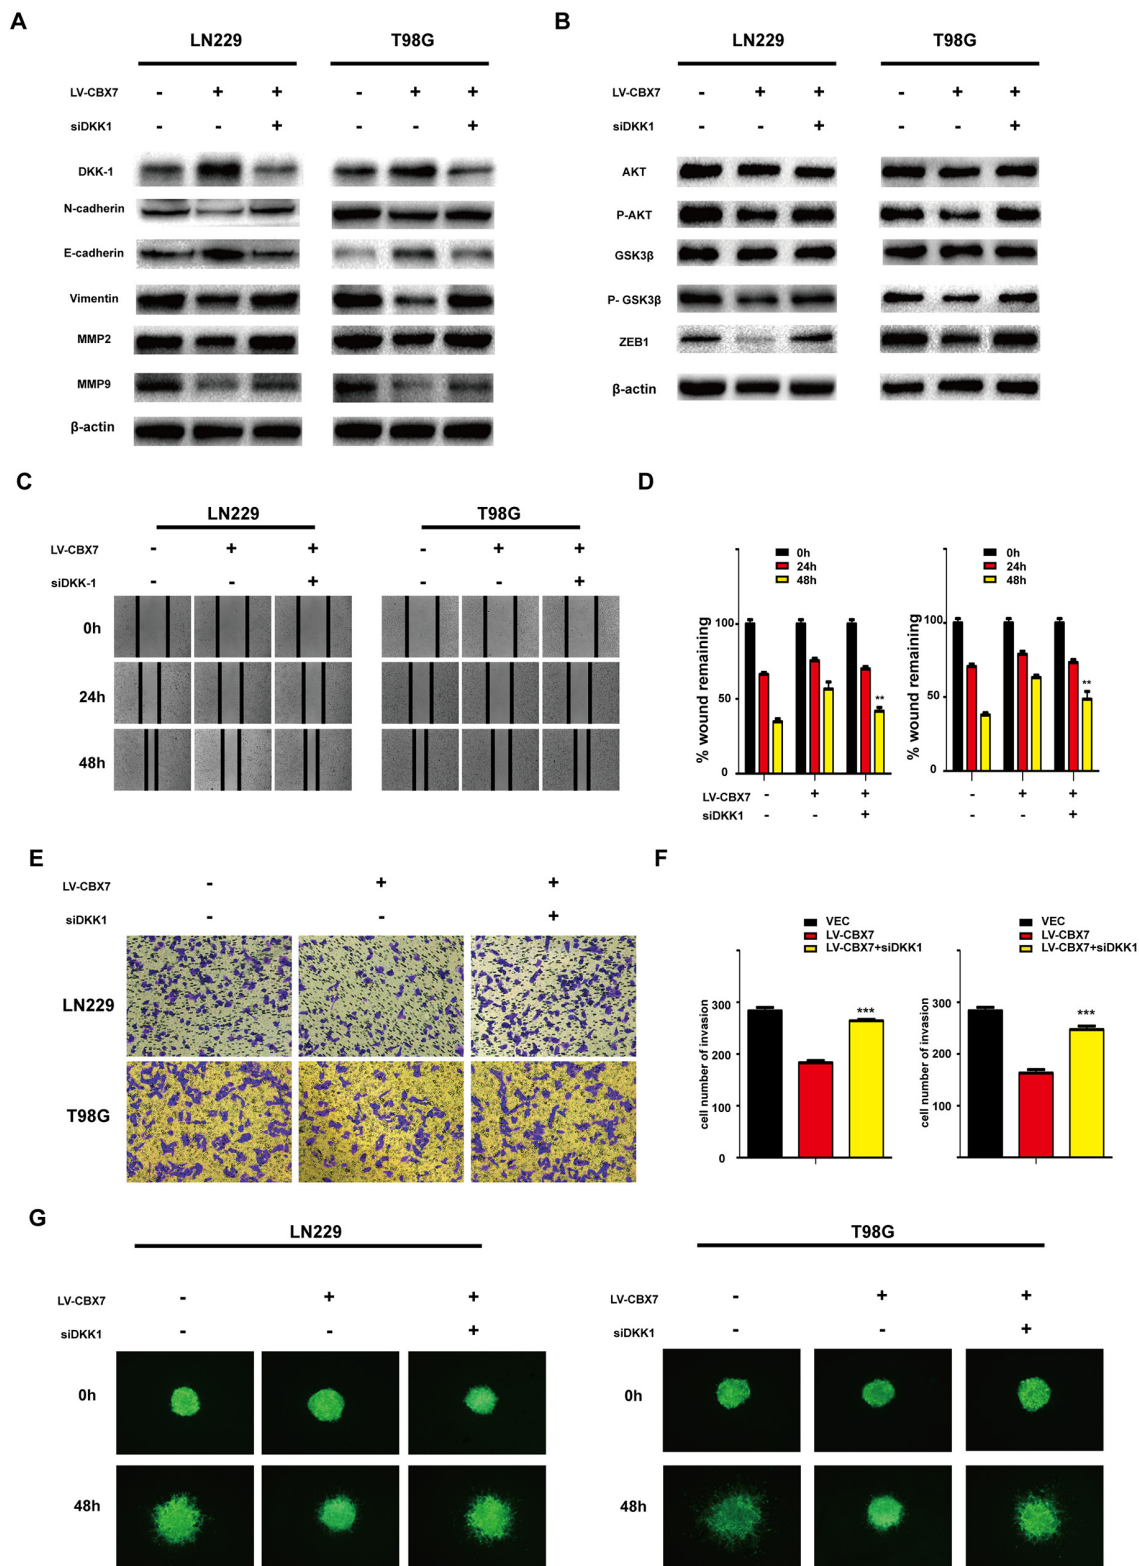 A
LN229 T98G
LV-CBX7 - + + - + +
siDKK1 - - + - - +
DKK-1
N-cadherin
E-cadherin
Vimentin
MMP2
MMP9
β-actin
B
LN229 T98G
LV-CBX7 - + + - + +
siDKK1 - - + - - +
AKT
P-AKT
GSK3β
P- GSK3β
ZEB1
β-actin
C
LN229 T98G
LV-CBX7 - + + - + +
siDKK-1 - - + - - +
0h
24h
48h
D
0h
24h
48h
% wound remaining
100
50
0
**
LV-CBX7 - + +
siDKK1 - - +
0h
24h
48h
% wound remaining
100
50
0
**
- + +
- - +
E
LV-CBX7 - + +
siDKK1 - - +
LN229
T98G
F
VEC
LV-CBX7
LV-CBX7+siDKK1
cell number of invasion
300
200
100
***
VEC
LV-CBX7
LV-CBX7+siDKK1
cell number of invasion
300
200
100
***
G
LN229
LV-CBX7 - + +
siDKK1 - - +
0h
48h
T98G
LV-CBX7 - + +
siDKK1 - - +
0h
48h